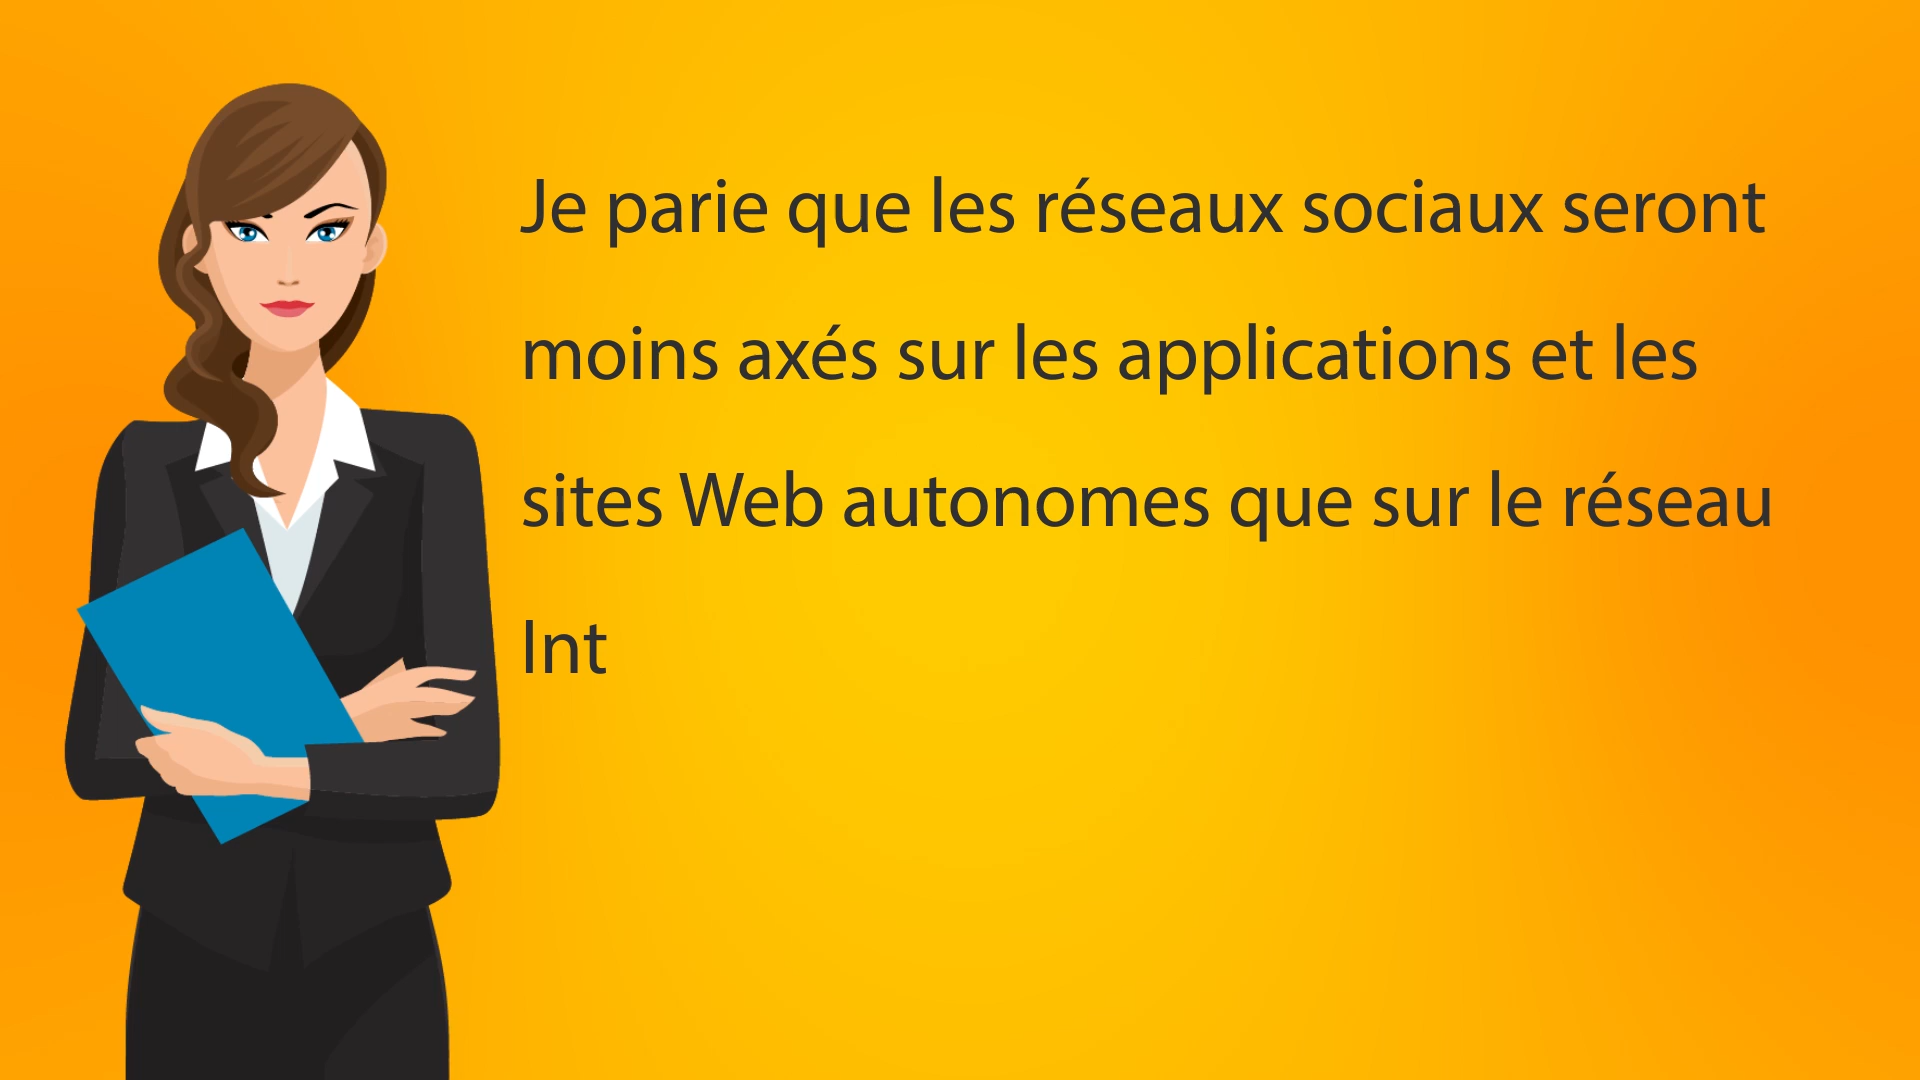 Je parie que les réseaux sociaux seront
moins axés sur les applications et les
sites Web autonomes que sur le réseau
Int